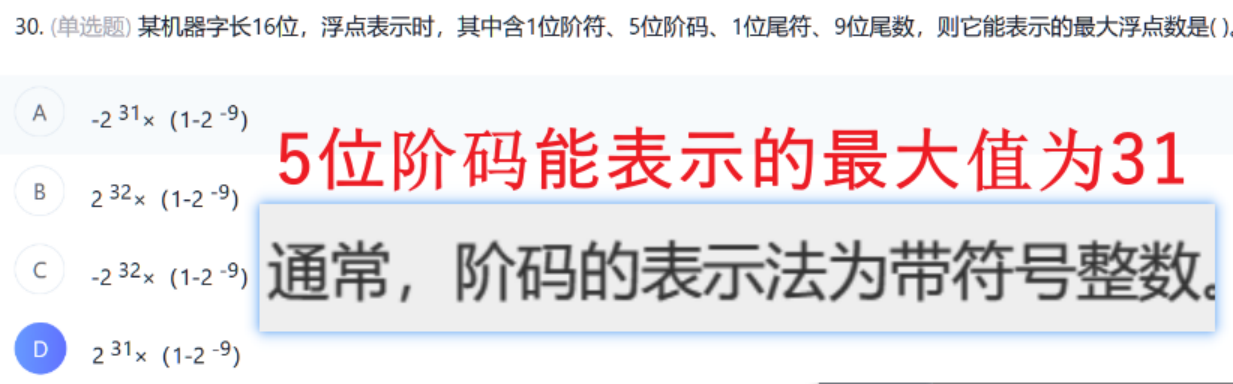 30. (单选题) 某机器字长16位，浮点表示时，其中含1位阶符、5位阶码、1位尾符、9位尾数，则它能表示的最大浮点数是( )。
A -2 ³¹× (1-2 ⁻⁹)
5位阶码能表示的最大值为31
B 2 ³²× (1-2 ⁻⁹)
C -2 ³²× (1-2 ⁻⁹)
通常，阶码的表示法为带符号整数。
D 2 ³¹× (1-2 ⁻⁹)